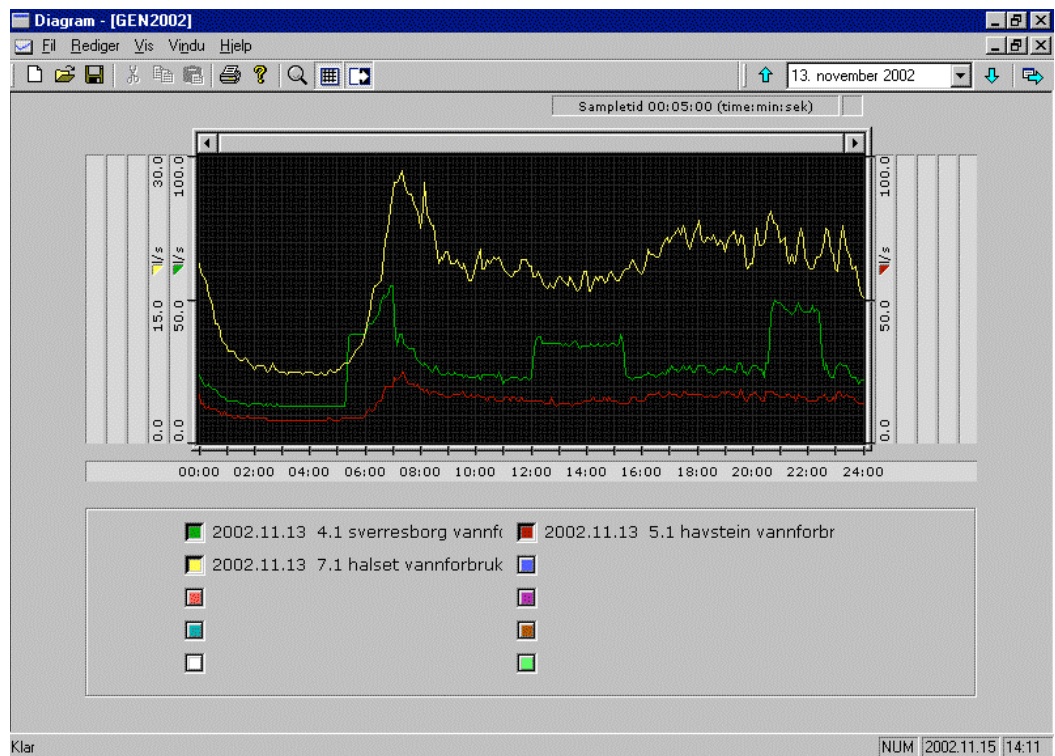 Diagram - [GEN2002]
Fil Rediger Vis Vindu Hjelp
13. november 2002
Sampletid 00:05:00 (time:min:sek)
30.0 100.0 100.0
l/s l/s l/s
15.0 50.0 50.0
0.0 0.0 0.0
00:00 02:00 04:00 06:00 08:00 10:00 12:00 14:00 16:00 18:00 20:00 22:00 24:00
2002.11.13 4.1 sverresborg vannf 2002.11.13 5.1 havstein vannforbr
2002.11.13 7.1 halset vannforbruk
Klar NUM 2002.11.15 14:11